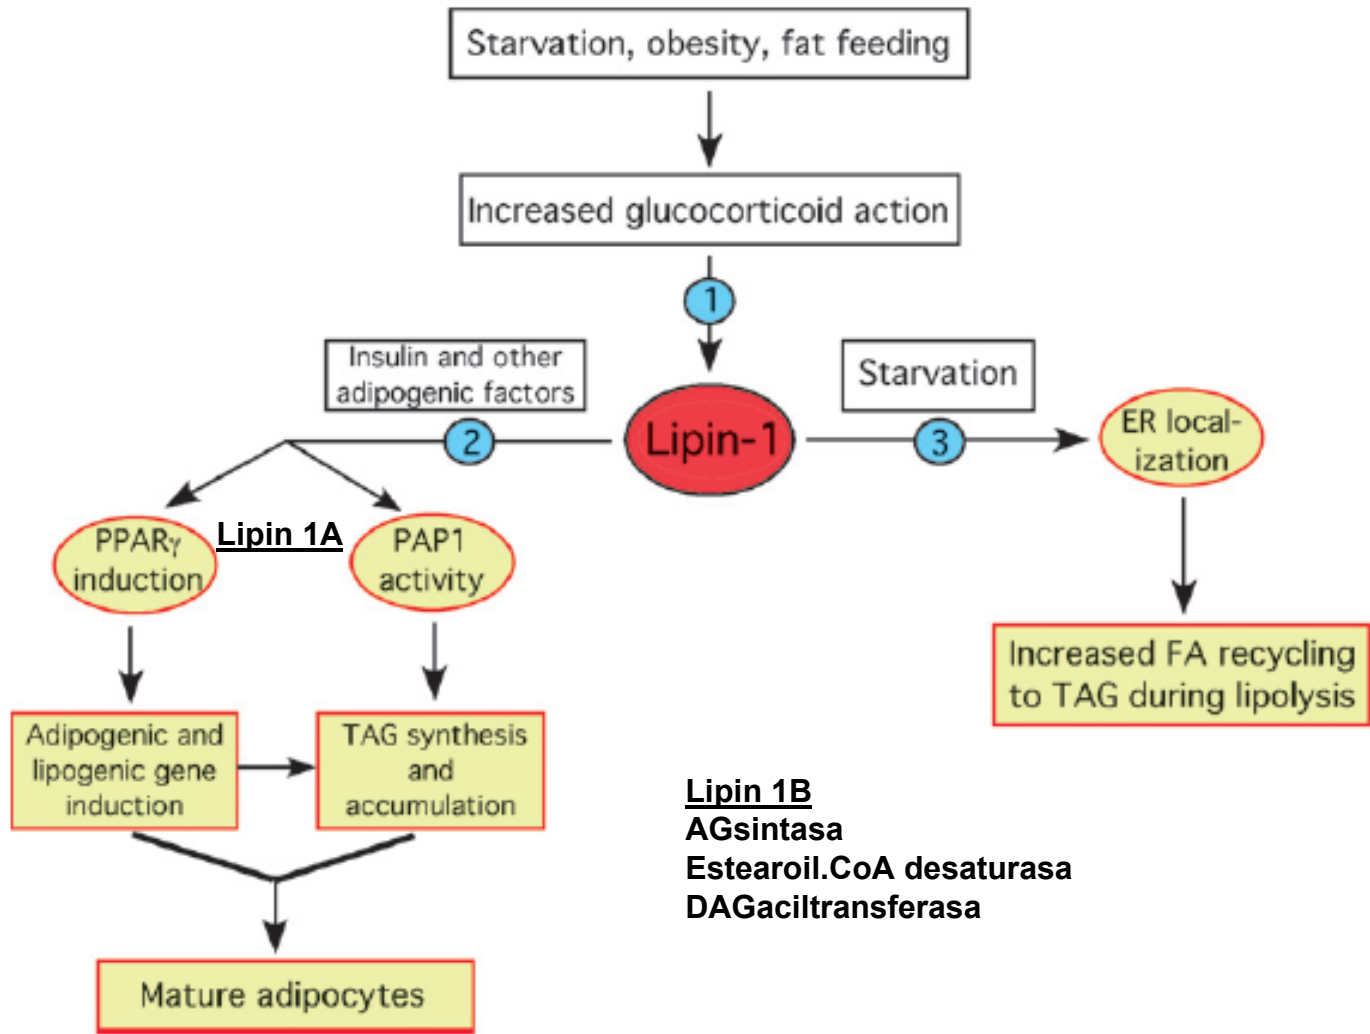 Starvation, obesity, fat feeding
Increased glucocorticoid action
1
Insulin and other
adipogenic factors
Starvation
2
Lipin-1
3
ER local-
ization
PPARγ
induction
Lipin 1A
PAP1
activity
Increased FA recycling
to TAG during lipolysis
Adipogenic and
lipogenic gene
induction
TAG synthesis
and
accumulation
Lipin 1B
AGsintasa
Estearoil.CoA desaturasa
DAGaciltransferasa
Mature adipocytes